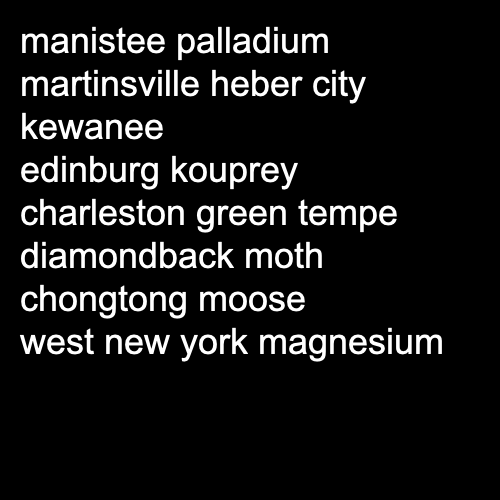 manistee palladium
martinsville heber city
kewanee
edinburg kouprey
charleston green tempe
diamondback moth
chongtong moose
west new york magnesium